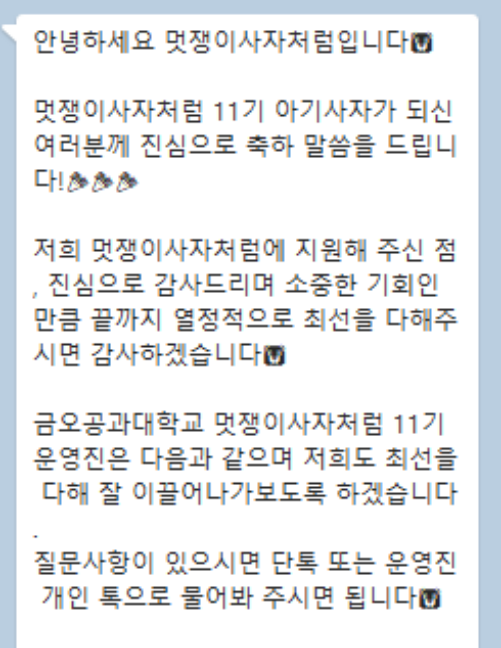 안녕하세요 멋쟁이사자처럼입니다🦁
멋쟁이사자처럼 11기 아기사자가 되신
여러분께 진심으로 축하 말씀을 드립니
다!🎉🎉🎉
저희 멋쟁이사자처럼에 지원해 주신 점
, 진심으로 감사드리며 소중한 기회인
만큼 끝까지 열정적으로 최선을 다해주
시면 감사하겠습니다🦁
금오공과대학교 멋쟁이사자처럼 11기
운영진은 다음과 같으며 저희도 최선을
다해 잘 이끌어나가보도록 하겠습니다
.
질문사항이 있으시면 단톡 또는 운영진
개인 톡으로 물어봐 주시면 됩니다🦁